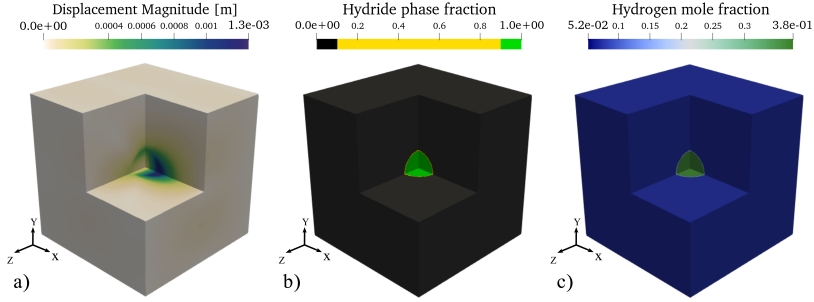 Displacement Magnitude [m]
0.0e+00 0.0004 0.0006 0.0008 0.001 1.3e-03
Hydride phase fraction
0.0e+00 0.2 0.4 0.6 0.8 1.0e+00
Hydrogen mole fraction
5.2e-02 0.1 0.15 0.2 0.25 0.3 3.8e-01
Y
Z X
a)
Y
Z X
b)
Y
Z X
c)